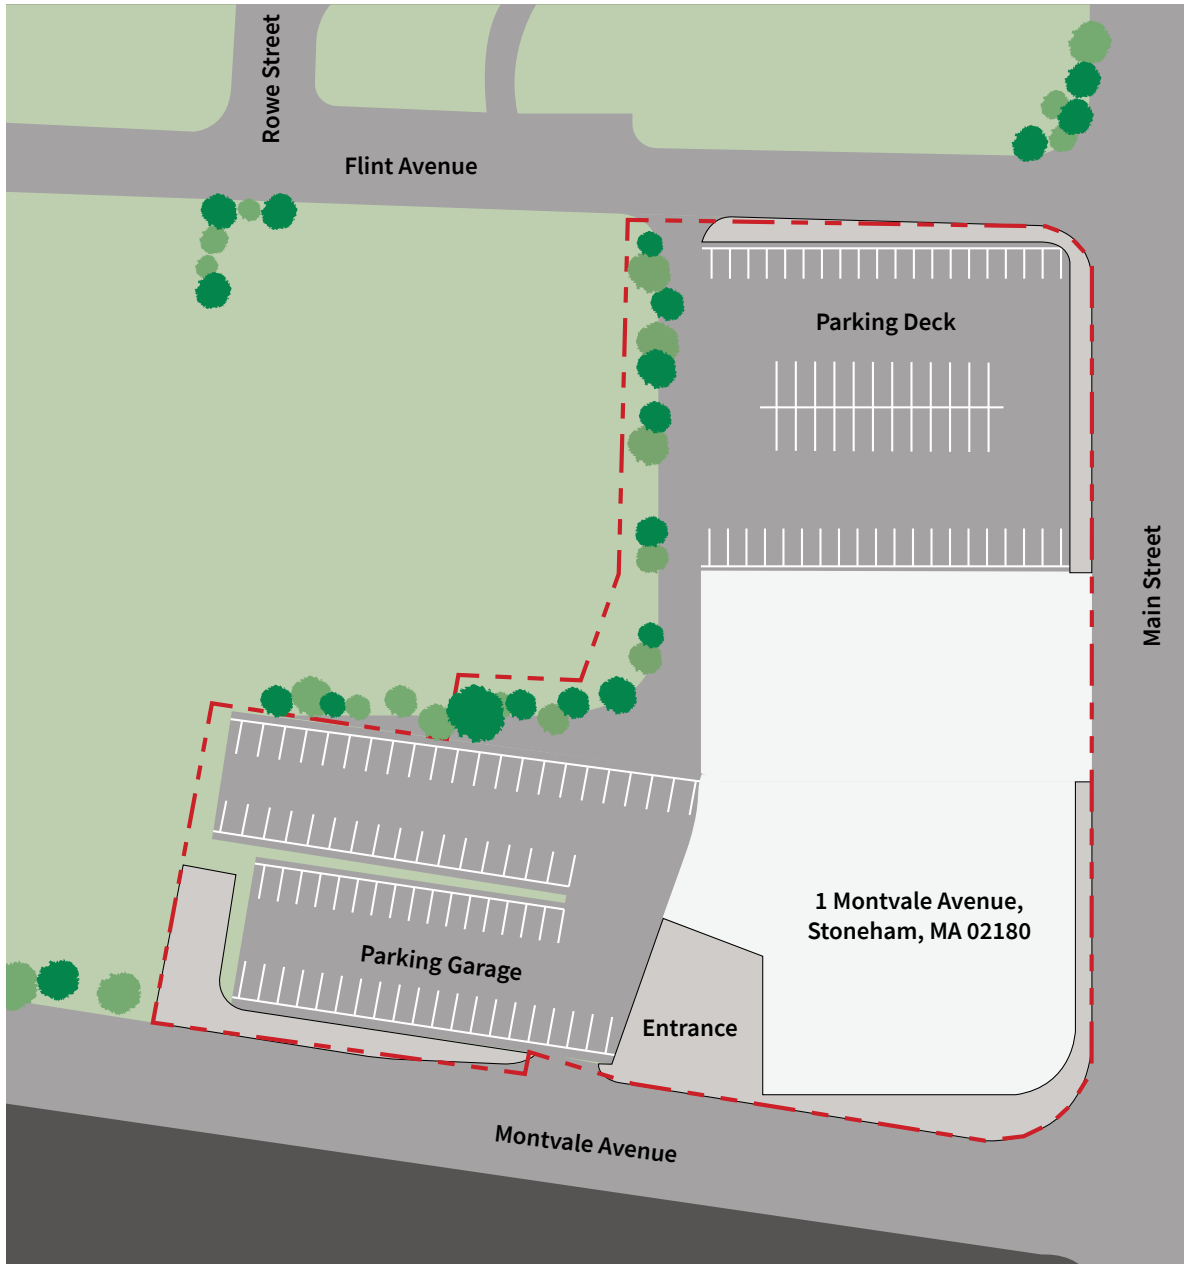 Rowe Street
Flint Avenue
Parking Deck
Main Street
1 Montvale Avenue,
Stoneham, MA 02180
Parking Garage
Entrance
Montvale Avenue